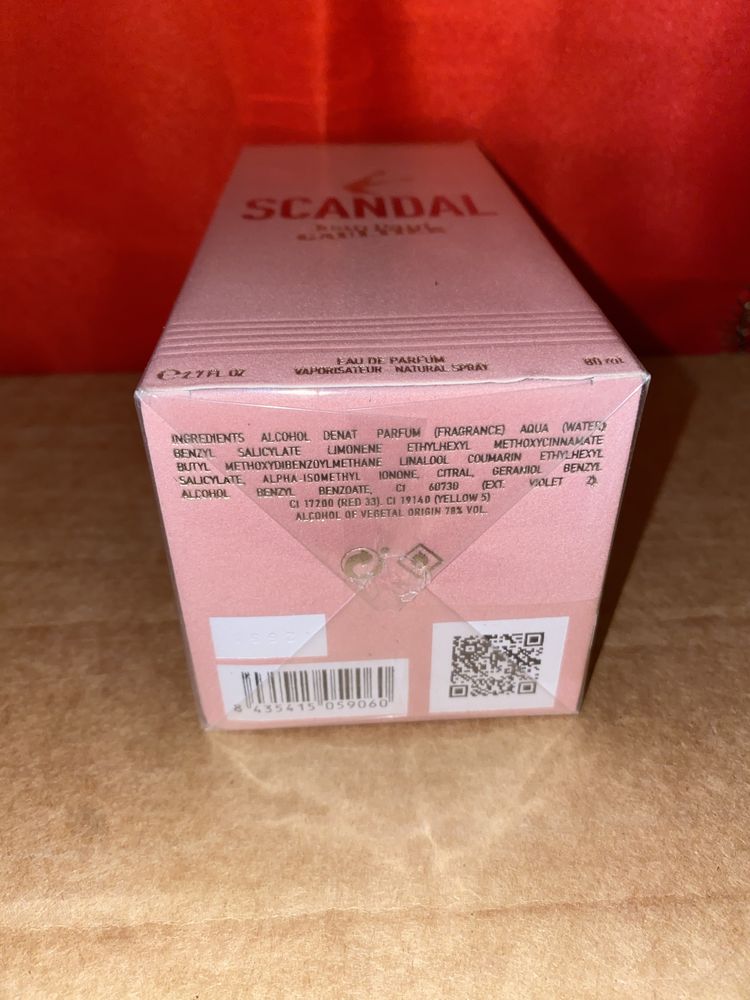 SCANDAL
EAU DE PARFUM
℮ 2.7 FL. OZ VAPORISATEUR - NATURAL SPRAY 80 mL
INGREDIENTS ALCOHOL DENAT PARFUM (FRAGRANCE) AQUA (WATER)
BENZYL SALICYLATE LIMONENE ETHYLHEXYL METHOXYCINNAMATE
BUTYL METHOXYDIBENZOYLMETHANE LINALOOL COUMARIN ETHYLHEXYL
SALICYLATE, ALPHA-ISOMETHYL IONONE, CITRAL, GERANIOL BENZYL
ALCOHOL BENZYL BENZOATE, CI 60730 (EXT. VIOLET 2),
CI 17200 (RED 33). CI 19140 (YELLOW 5)
ALCOHOL OF VEGETAL ORIGIN 78% VOL.
8 435415 059060